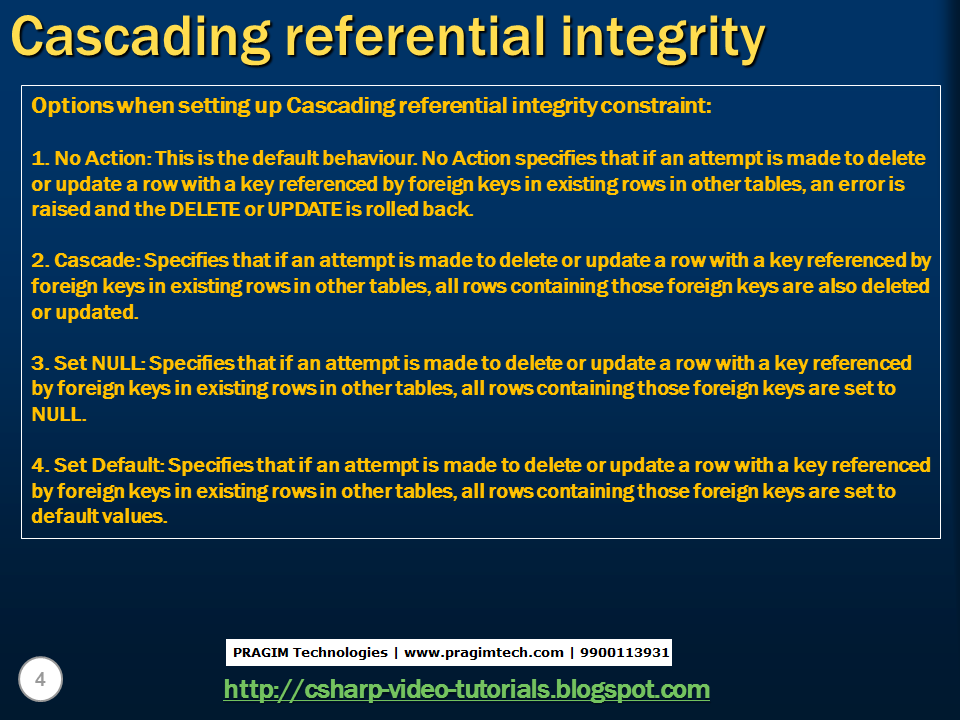 Cascading referential integrity
Options when setting up Cascading referential integrity constraint:
1. No Action: This is the default behaviour. No Action specifies that if an attempt is made to delete
or update a row with a key referenced by foreign keys in existing rows in other tables, an error is
raised and the DELETE or UPDATE is rolled back.
2. Cascade: Specifies that if an attempt is made to delete or update a row with a key referenced by
foreign keys in existing rows in other tables, all rows containing those foreign keys are also deleted
or updated.
3. Set NULL: Specifies that if an attempt is made to delete or update a row with a key referenced
by foreign keys in existing rows in other tables, all rows containing those foreign keys are set to
NULL.
4. Set Default: Specifies that if an attempt is made to delete or update a row with a key referenced
by foreign keys in existing rows in other tables, all rows containing those foreign keys are set to
default values.
PRAGIM Technologies | www.pragimtech.com | 9900113931
4
http://csharp-video-tutorials.blogspot.com